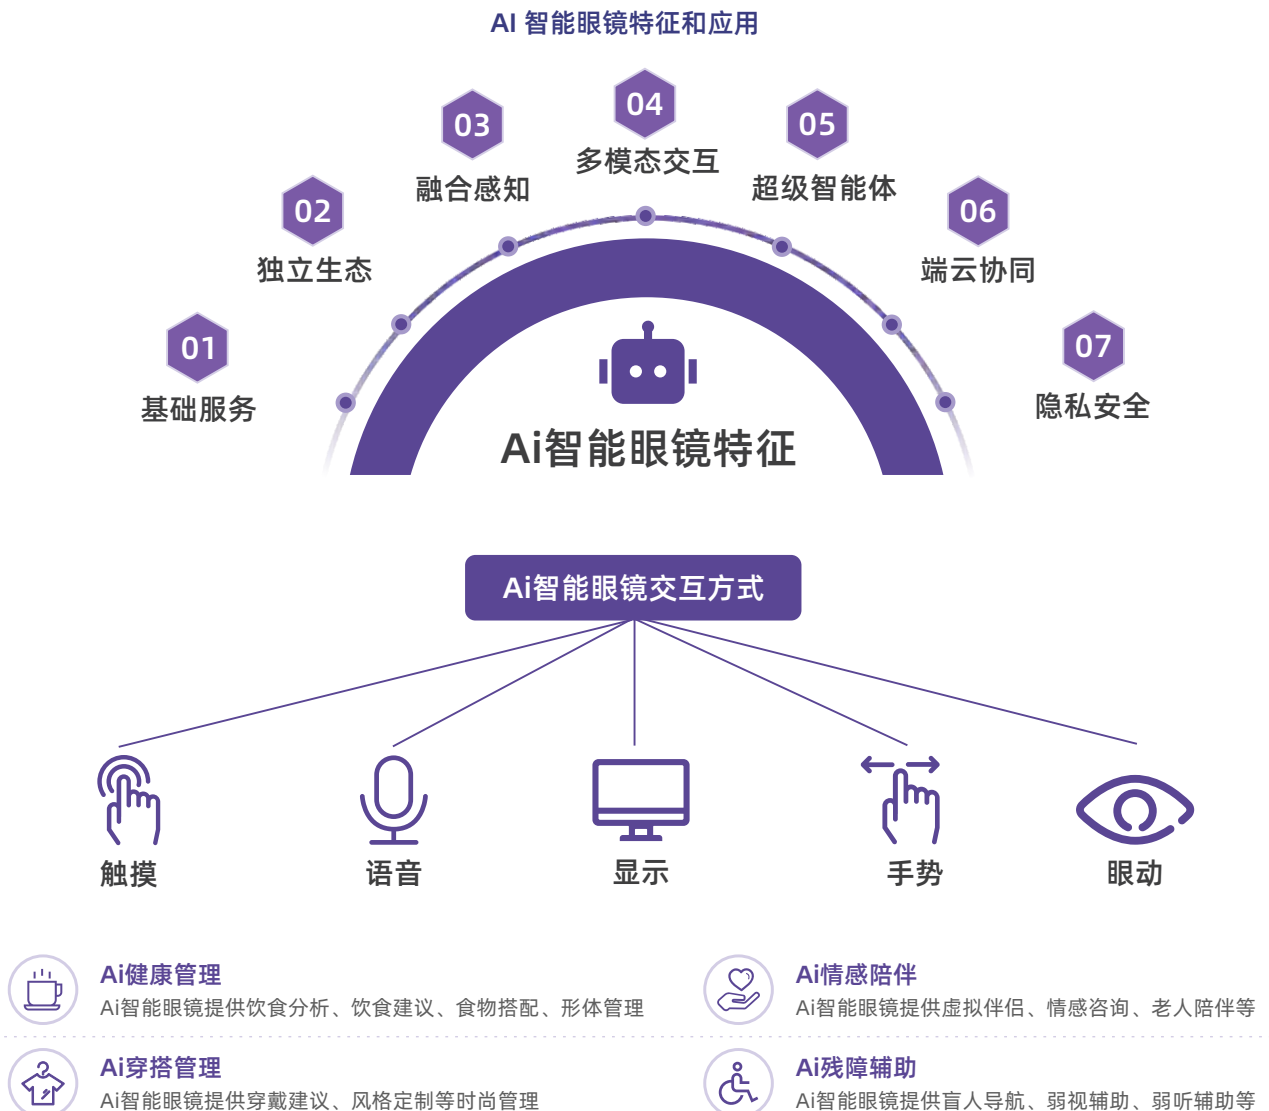 AI 智能眼镜特征和应用
01
基础服务
02
独立生态
03
融合感知
04
多模态交互
05
超级智能体
06
端云协同
07
隐私安全
Ai智能眼镜特征
Ai智能眼镜交互方式
触摸
语音
显示
手势
眼动
Ai健康管理
Ai智能眼镜提供饮食分析、饮食建议、食物搭配、形体管理
Ai情感陪伴
Ai智能眼镜提供虚拟伴侣、情感咨询、老人陪伴等
Ai穿搭管理
Ai智能眼镜提供穿戴建议、风格定制等时尚管理
Ai残障辅助
Ai智能眼镜提供盲人导航、弱视辅助、弱听辅助等